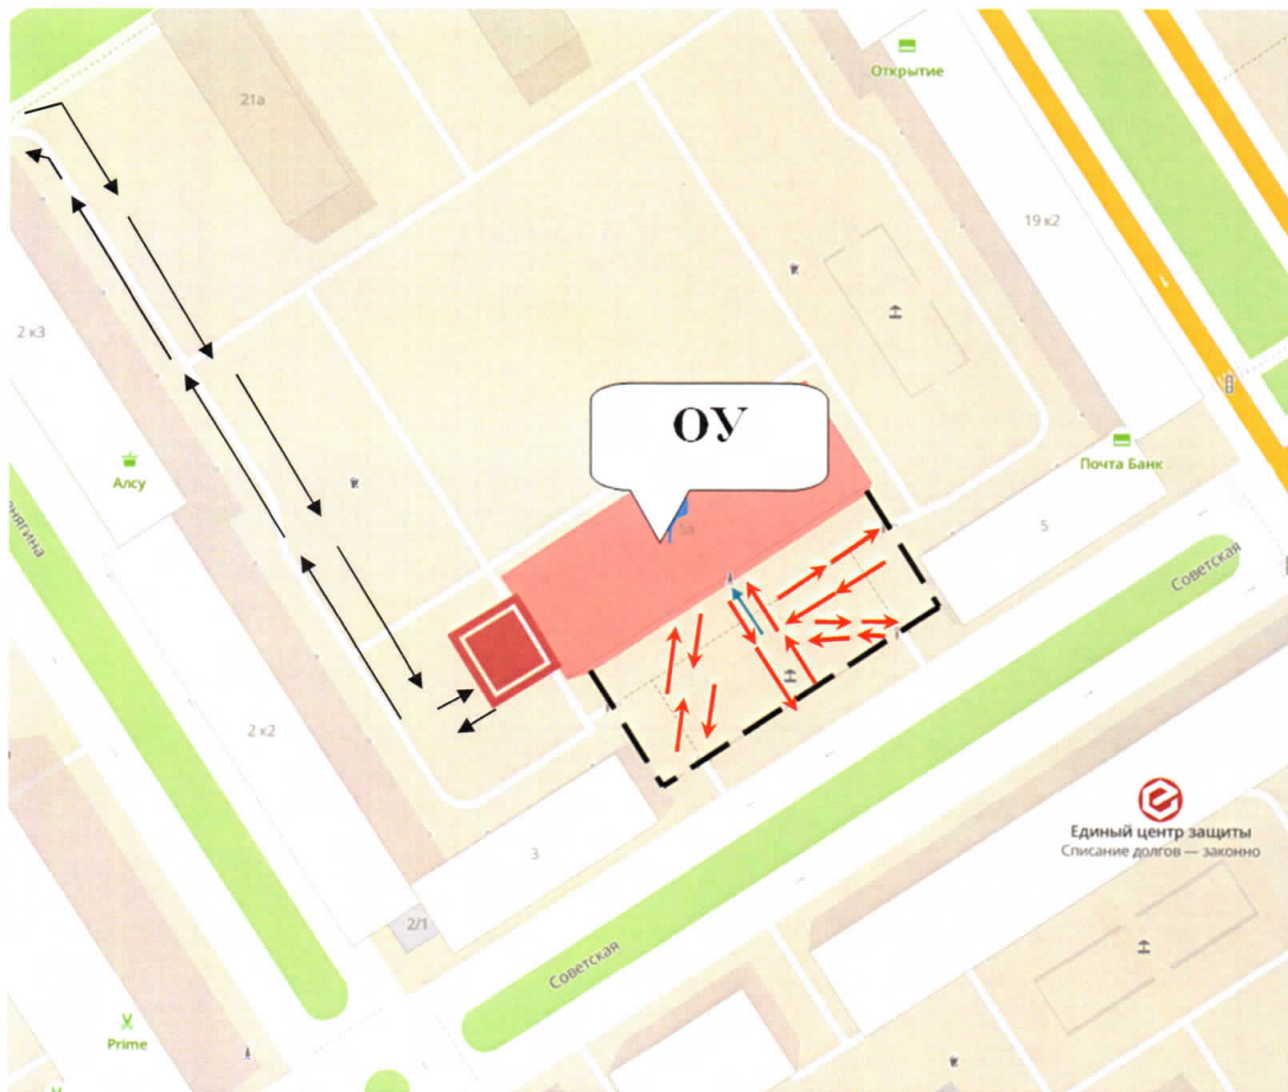 Открытие
21а
19 к2
2 к3
ОУ
Алсу
Почта Банк
5а
5
Советская
2 к2
Единый центр защиты
Списание долгов — законно
3
2/1
Советская
Prime